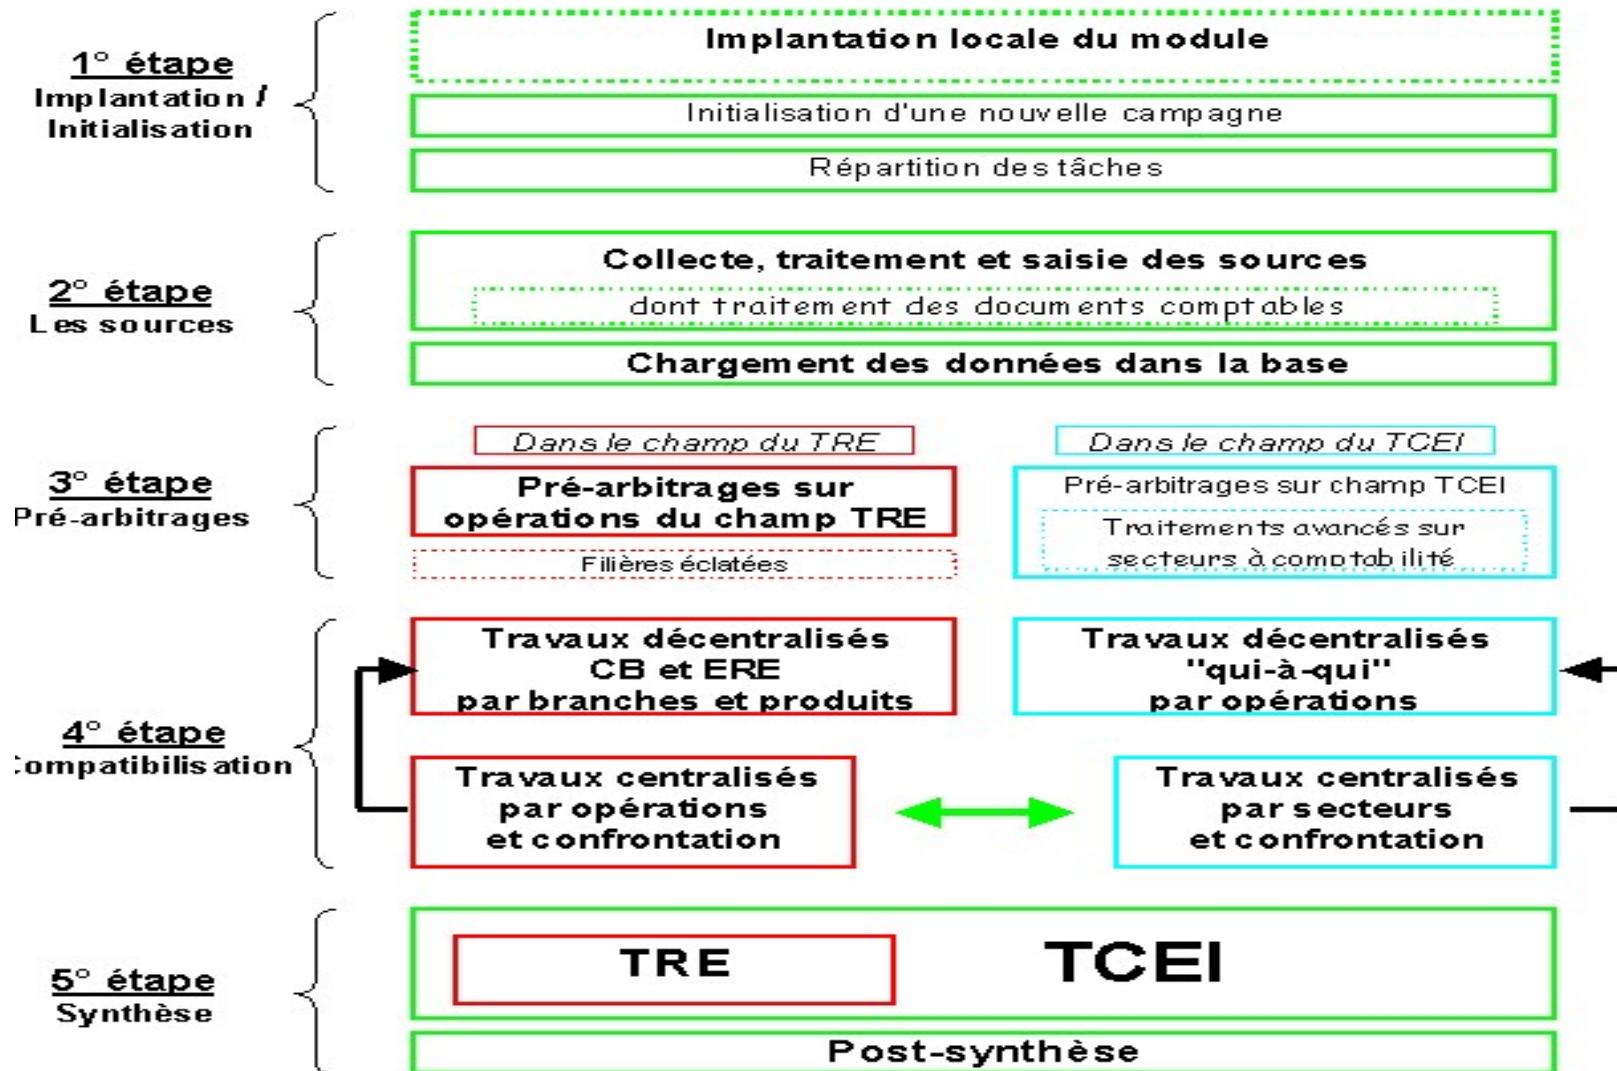 1° étape
Implantation /
Initialisation
Implantation locale du module
Initialisation d'une nouvelle campagne
Répartition des tâches
2° étape
Les sources
Collecte, traitement et saisie des sources
dont traitement des documents comptables
Chargement des données dans la base
3° étape
Pré-arbitrages
Dans le champ du TRE
Pré-arbitrages sur
opérations du champ TRE
Filières éclatées
Dans le champ du TCEI
Pré-arbitrages sur champ TCEI
Traitements avancés sur
secteurs à comptabilité
4° étape
Compatibilisation
Travaux décentralisés
CB et ERE
par branches et produits
Travaux décentralisés
"qui-à-qui"
par opérations
Travaux centralisés
par opérations
et confrontation
Travaux centralisés
par secteurs
et confrontation
5° étape
Synthèse
TRE
TCEI
Post-synthèse